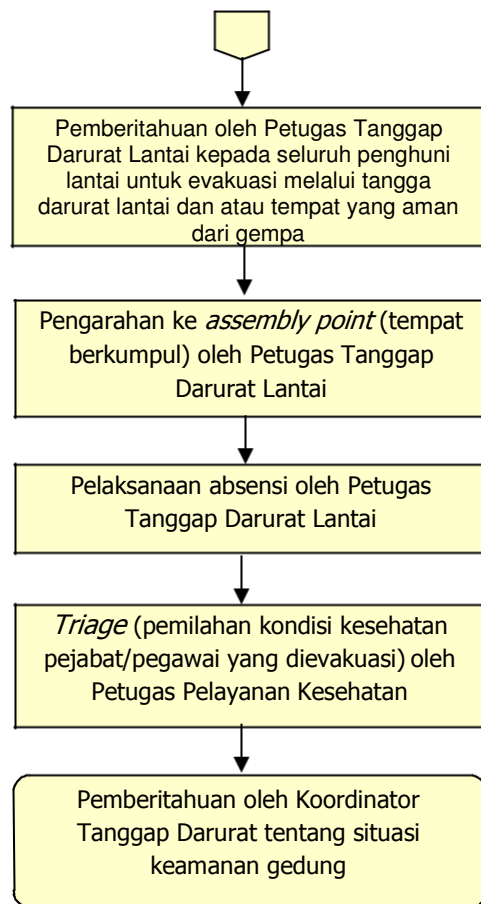 Pemberitahuan oleh Petugas Tanggap
Darurat Lantai kepada seluruh penghuni
lantai untuk evakuasi melalui tangga
darurat lantai dan atau tempat yang aman
dari gempa
Pengarahan ke assembly point (tempat
berkumpul) oleh Petugas Tanggap
Darurat Lantai
Pelaksanaan absensi oleh Petugas
Tanggap Darurat Lantai
Triage (pemilahan kondisi kesehatan
pejabat/pegawai yang dievakuasi) oleh
Petugas Pelayanan Kesehatan
Pemberitahuan oleh Koordinator
Tanggap Darurat tentang situasi
keamanan gedung